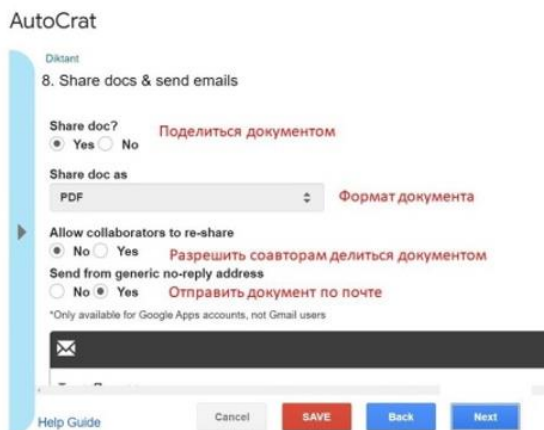 AutoCrat
Diktant
8. Share docs & send emails
Share doc?
Поделиться документом
Yes No
Share doc as
PDF
Формат документа
Allow collaborators to re-share
No Yes
Разрешить соавторам делиться документом
Send from generic no-reply address
No Yes
Отправить документ по почте
*Only available for Google Apps accounts, not Gmail users
Help Guide
Cancel
SAVE
Back
Next